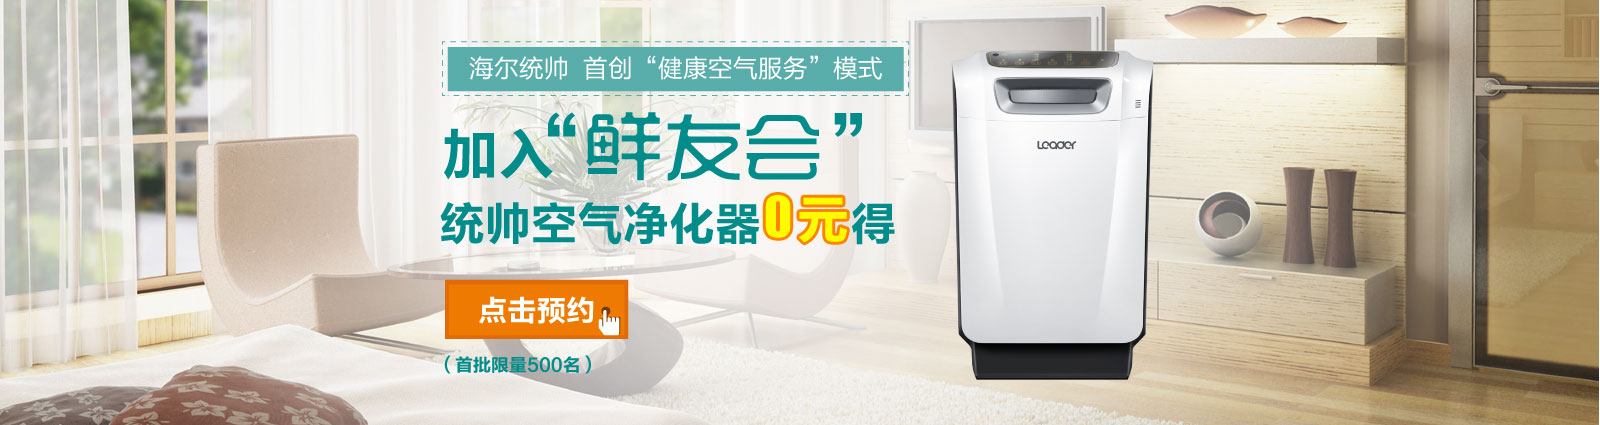 海尔统帅 首创“健康空气服务”模式
加入“鲜友会”
统帅空气净化器0元得
点击预约
（首批限量500名）
Leader